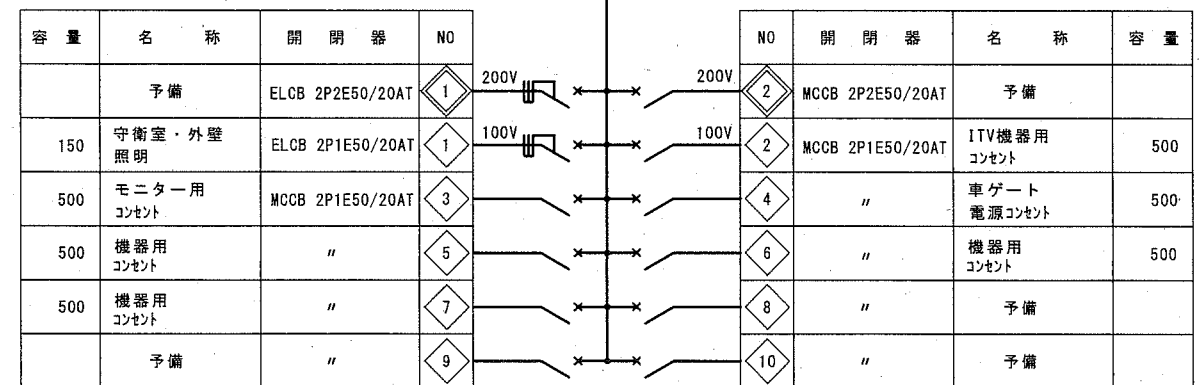 容 量 名 称 開 閉 器 NO NO 開 閉 器 名 称 容 量
予備 ELCB 2P2E50/20AT 1 200V 200V 2 MCCB 2P2E50/20AT 予備
150 守衛室・外壁 ELCB 2P1E50/20AT 1 100V 100V 2 MCCB 2P1E50/20AT ITV機器用 500
照明 コンセント
500 モニター用 MCCB 2P1E50/20AT 3 4 〃 車ゲート 500
コンセント 電源コンセント
500 機器用 〃 5 6 〃 機器用 500
コンセント コンセント
500 機器用 〃 7 8 〃 予備
コンセント
予備 〃 9 10 〃 予備